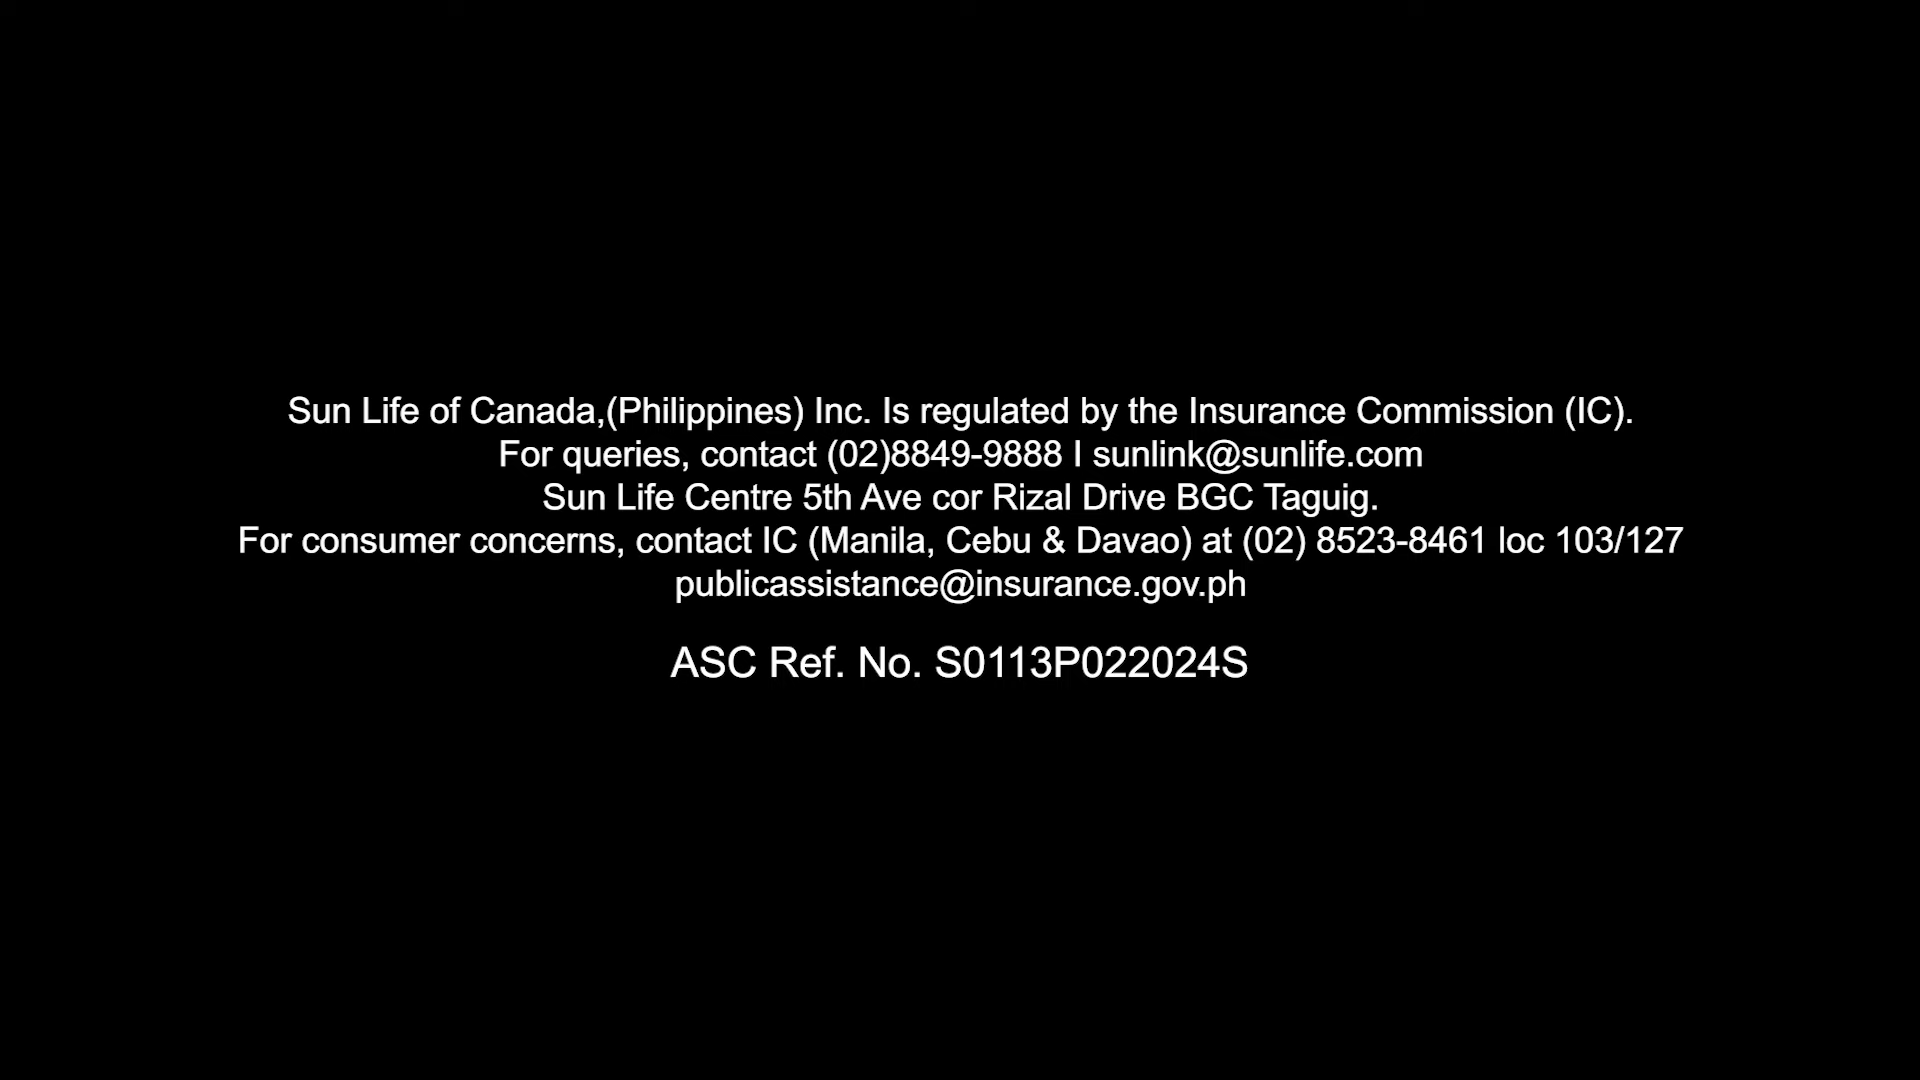 Sun Life of Canada,(Philippines) Inc. Is regulated by the Insurance Commission (IC).
For queries, contact (02)8849-9888 I sunlink@sunlife.com
Sun Life Centre 5th Ave cor Rizal Drive BGC Taguig.
For consumer concerns, contact IC (Manila, Cebu & Davao) at (02) 8523-8461 loc 103/127
publicassistance@insurance.gov.ph
ASC Ref. No. S0113P022024S